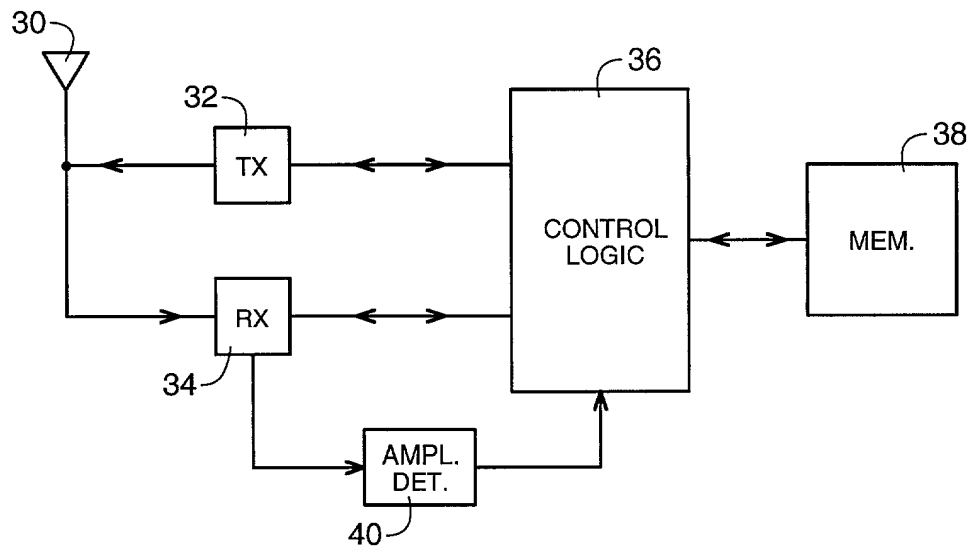 30
32
TX
36
38
CONTROL
LOGIC
MEM.
RX
34
AMPL.
DET.
40